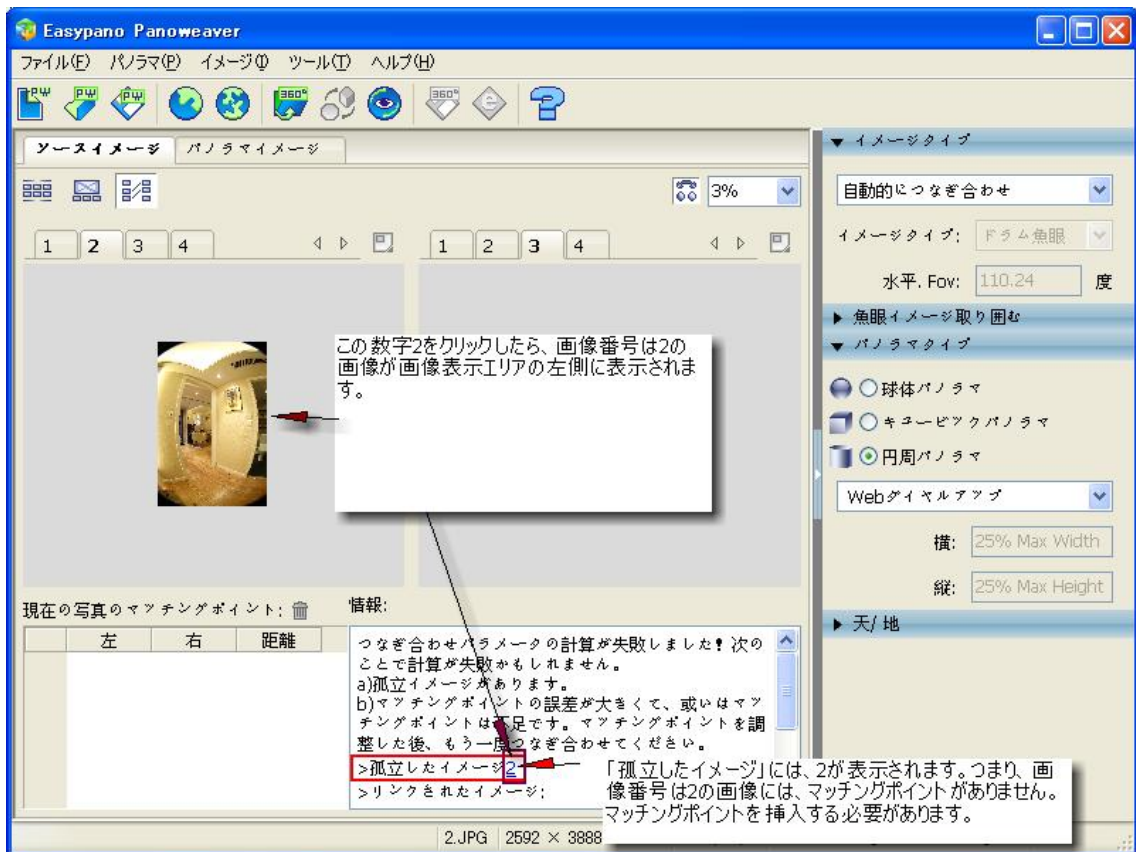 Easypano Panoweaver
ファイル(F) パノラマ(P) イメージ(I) ツール(T) ヘルプ(H)
ソースイメージ パノラマイメージ
3%
1 2 3 4
1 2 3 4
この数字2をクリックしたら、画像番号は2の
画像が画像表示エリアの左側に表示されま
す。
現在の写真のマッチングポイント:
左 右 距離
情報:
つなぎ合わせパラメータの計算が失敗しました! 次の
ことで計算が失敗かもしれません。
a)孤立イメージがあります。
b)マッチングポイントの誤差が大きくて、或いはマッ
チングポイントは不足です。マッチングポイントを調
整した後、もう一度つなぎ合わせてください。
>孤立したイメージ2
>リンクされたイメージ:
「孤立したイメージ」には、2が表示されます。つまり、画
像番号は2の画像には、マッチングポイントがありません。
マッチングポイントを挿入する必要があります。
2.JPG 2592 × 3888
イメージタイプ
自動的につなぎ合わせ
イメージタイプ: ドラム魚眼
水平. Fov: 110.24 度
魚眼イメージ取り囲む
パノラマタイプ
球体パノラマ
キュービックパノラマ
円周パノラマ
Webダイヤルアップ
横: 25% Max Width
縦: 25% Max Height
天/地